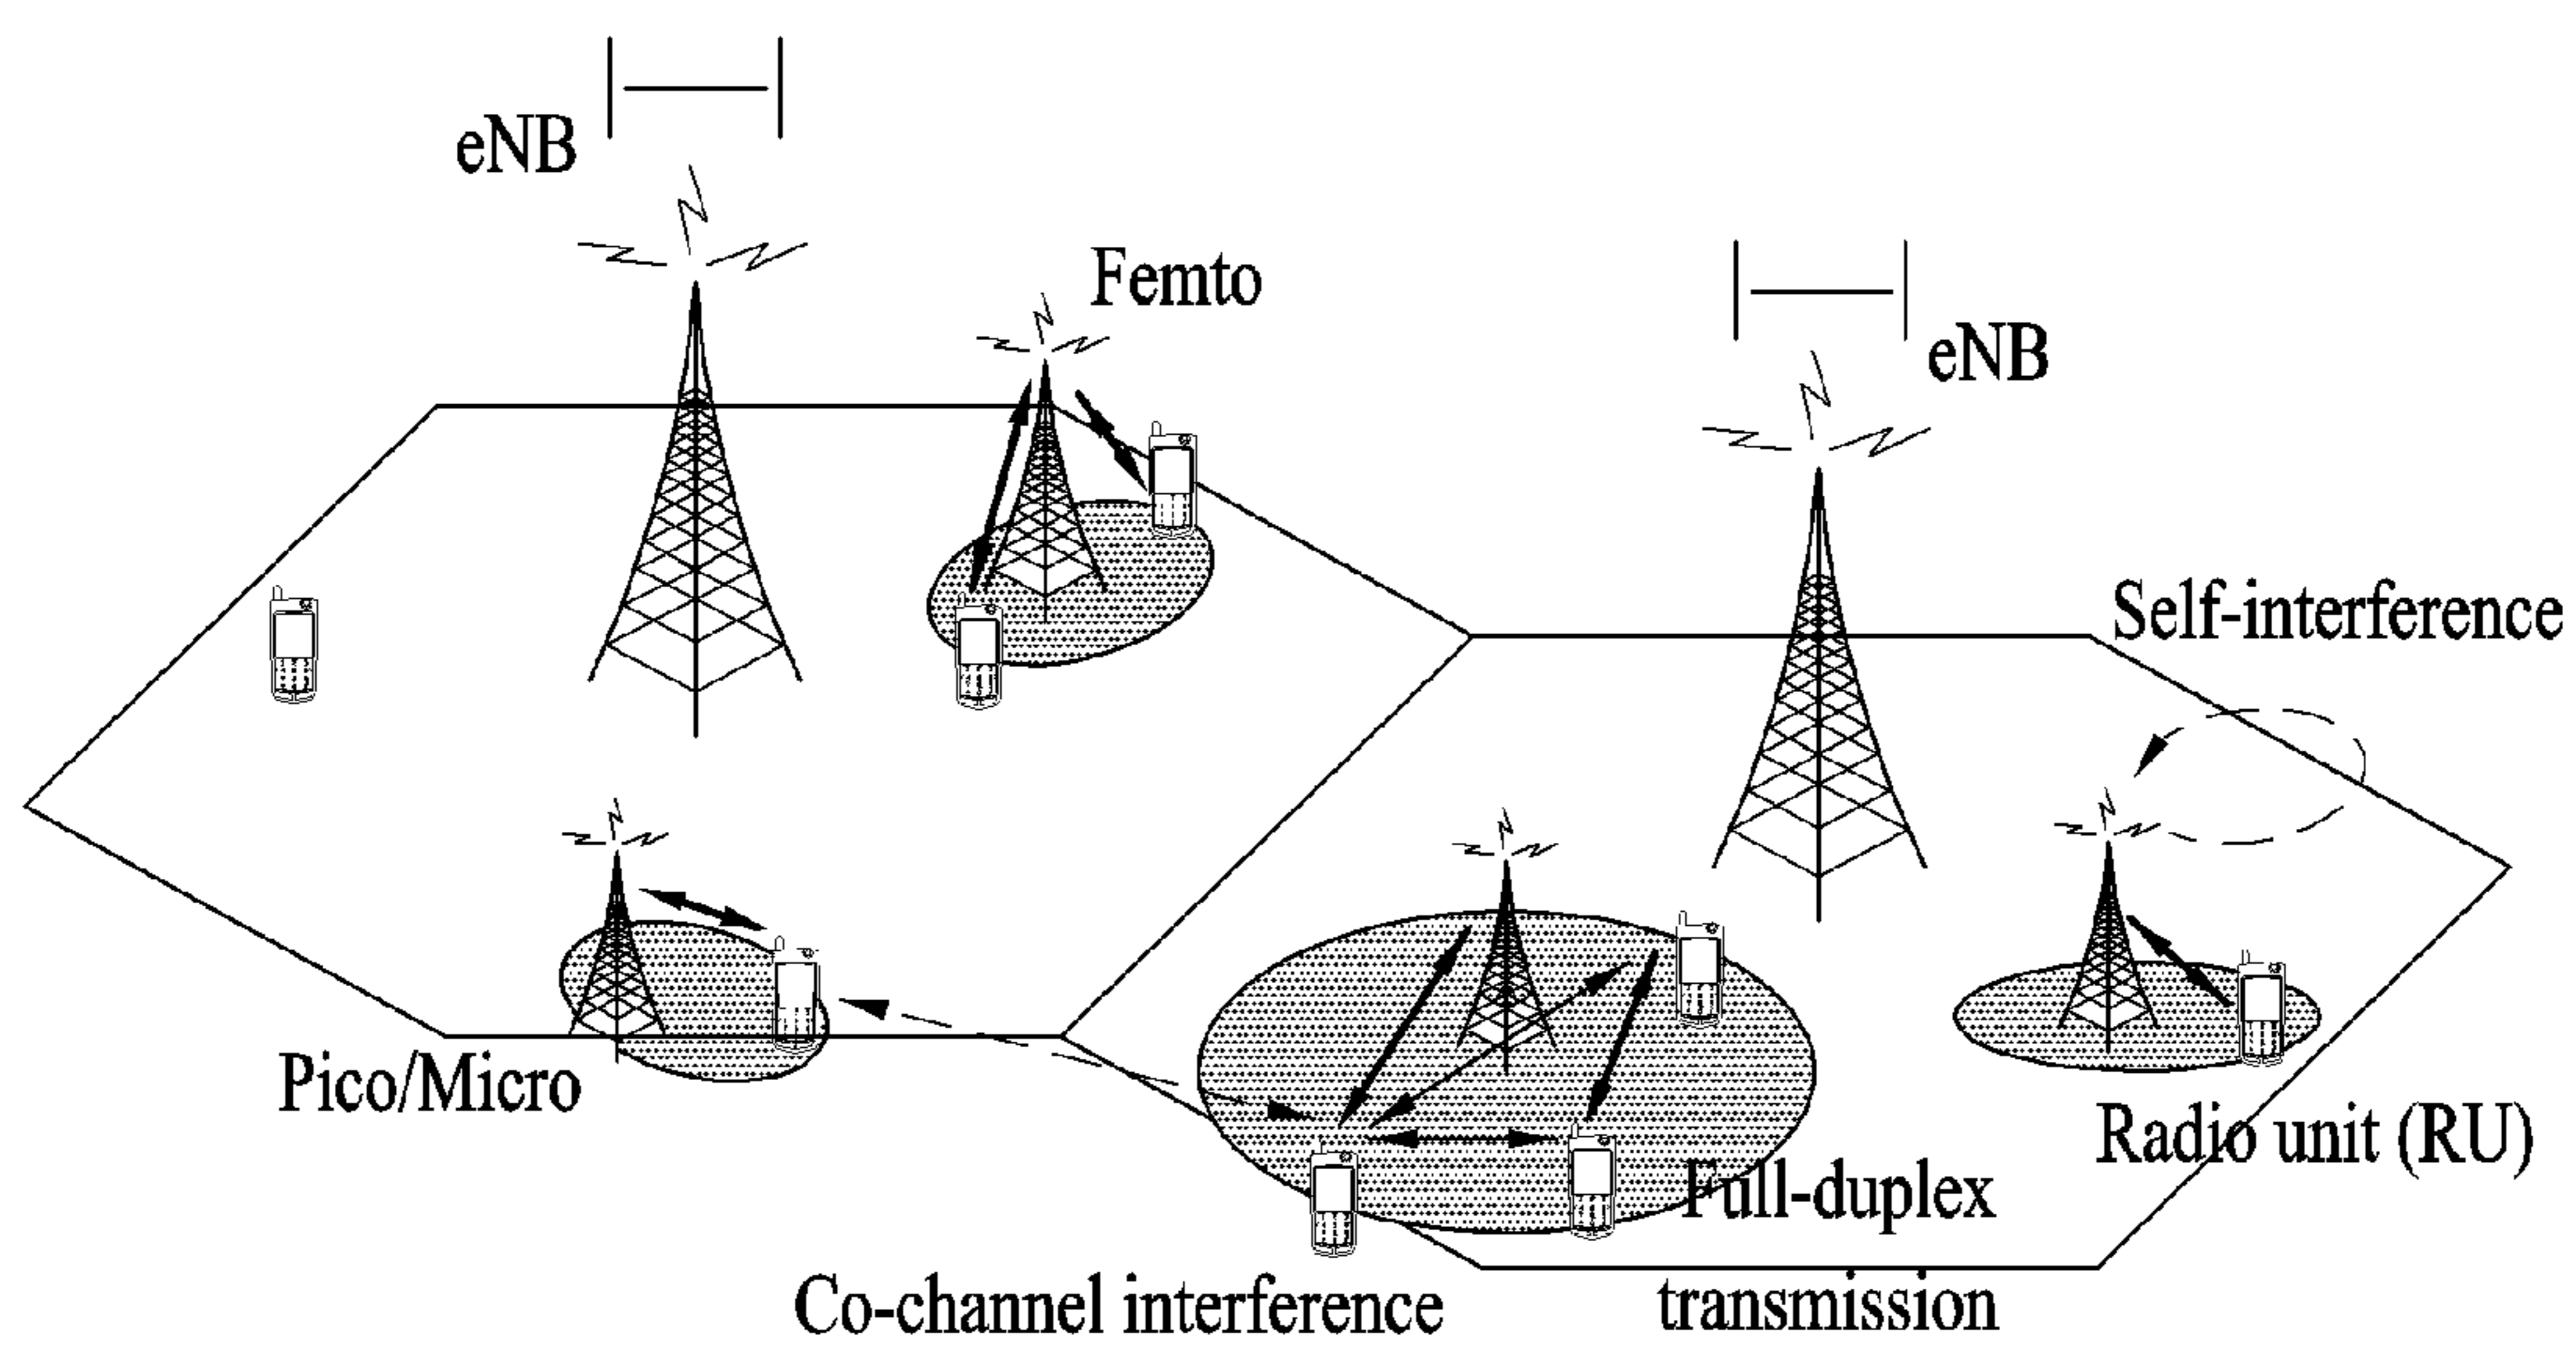 eNB
Femto
eNB
Self-interference
Pico/Micro
Radio unit (RU)
Full-duplex
transmission
Co-channel interference